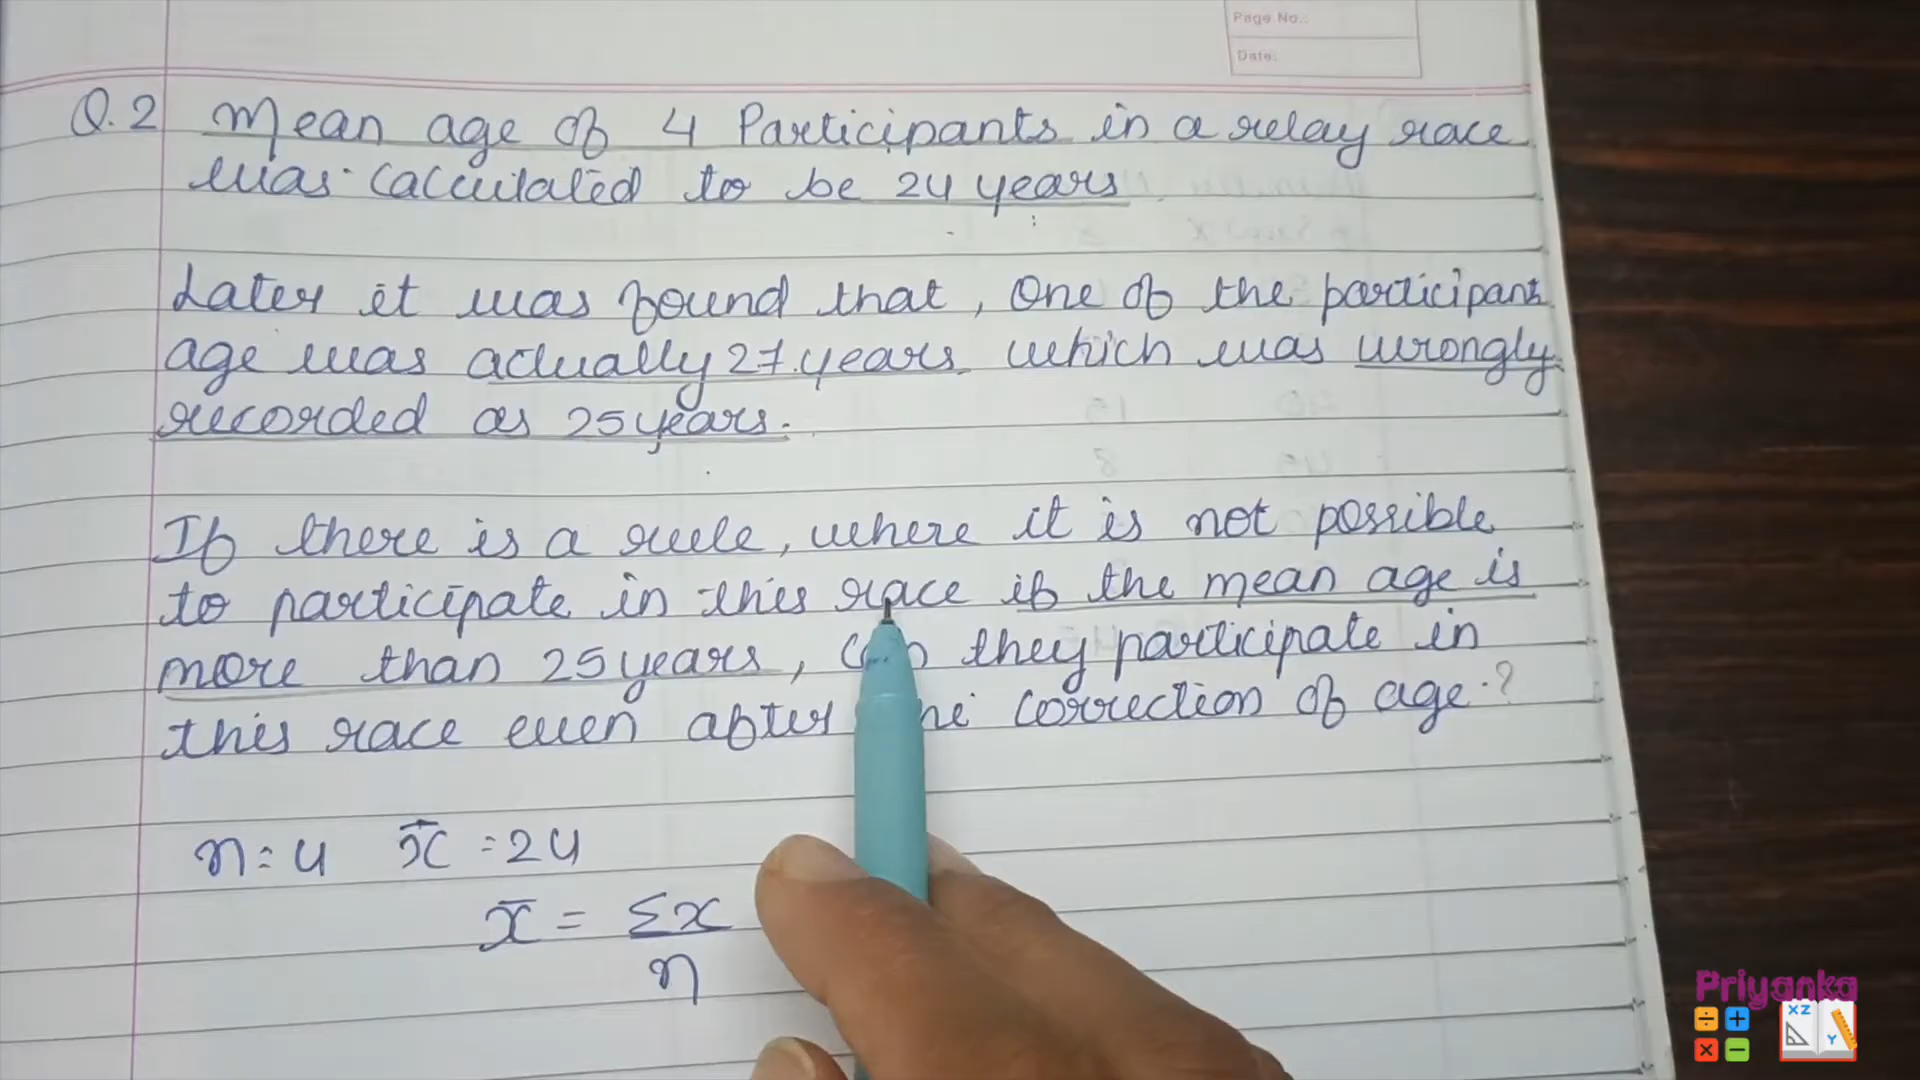 Page No.:
Date:
Q.2 Mean age of 4 Participants in a relay race
was calculated to be 24 years
Later it was found that, One of the participant
age was actually 27 years which was wrongly
recorded as 25 years.
If there is a rule, where it is not possible
to participate in this race if the mean age is
more than 25 years, they participate in
this race even after correction of age.?
n = 4 x̄ = 24
x̄ = Σx
n
Priyanka
XZ
Y